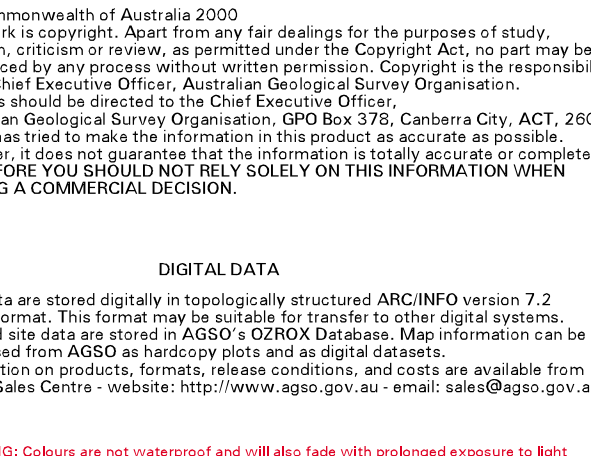 mmonwealth of Australia 2000
rk is copyright. Apart from any fair dealings for the purposes of study,
n, criticism or review, as permitted under the Copyright Act, no part may be
ced by any process without written permission. Copyright is the responsibil
Chief Executive Officer, Australian Geological Survey Organisation.
s should be directed to the Chief Executive Officer,
an Geological Survey Organisation, GPO Box 378, Canberra City, ACT, 260
has tried to make the information in this product as accurate as possible.
er, it does not guarantee that the information is totally accurate or complete
FORE YOU SHOULD NOT RELY SOLELY ON THIS INFORMATION WHEN
G A COMMERCIAL DECISION.
DIGITAL DATA
ta are stored digitally in topologically structured ARC/INFO version 7.2
format. This format may be suitable for transfer to other digital systems.
d site data are stored in AGSO's OZROX Database. Map information can be
sed from AGSO as hardcopy plots and as digital datasets.
tion on products, formats, release conditions, and costs are available from
Sales Centre - website: http://www.agso.gov.au - email: sales@agso.gov.a
NG: Colours are not waterproof and will also fade with prolonged exposure to light